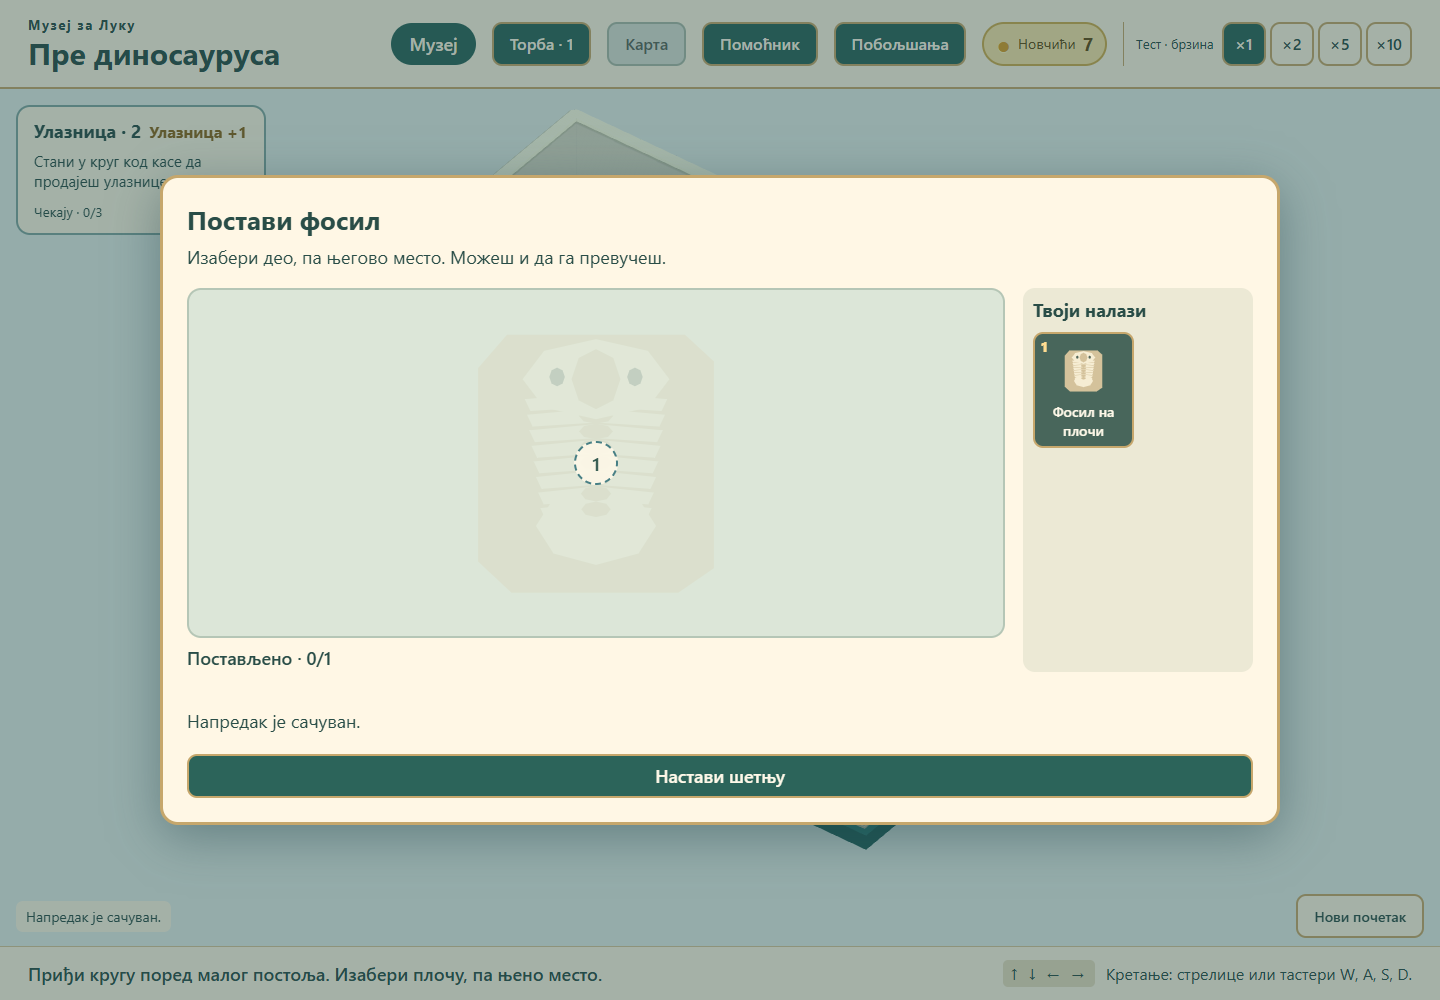 Музеј за Луку
Пре диносауруса
Музеј
Торба · 1
Карта
Помоћник
Побољшања
Новчићи 7
Тест · брзина
×1
×2
×5
×10
Улазница · 2 Улазница +1
Стани у круг код касе да
продајеш улазнице
Чекају · 0/3
Постави фосил
Изабери део, па његово место. Можеш и да га превучеш.
1
Твоји налази
1
Фосил на
плочи
Постављено · 0/1
Напредак је сачуван.
Настави шетњу
Напредак је сачуван.
Нови почетак
Приђи кругу поред малог постоља. Изабери плочу, па њено место.
↑ ↓ ← → Кретање: стрелице или тастери W, A, S, D.